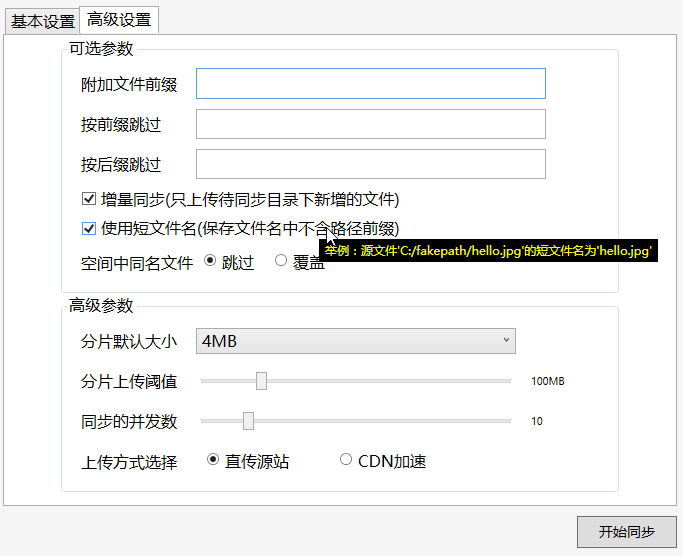 基本设置 高级设置
可选参数
附加文件前缀
按前缀跳过
按后缀跳过
增量同步(只上传待同步目录下新增的文件)
使用短文件名(保存文件名中不含路径前缀)
举例：源文件'C:/fakepath/hello.jpg'的短文件名为'hello.jpg'
空间中同名文件 跳过 覆盖
高级参数
分片默认大小 4MB
分片上传阈值 100MB
同步的并发数 10
上传方式选择 直传源站 CDN加速
开始同步